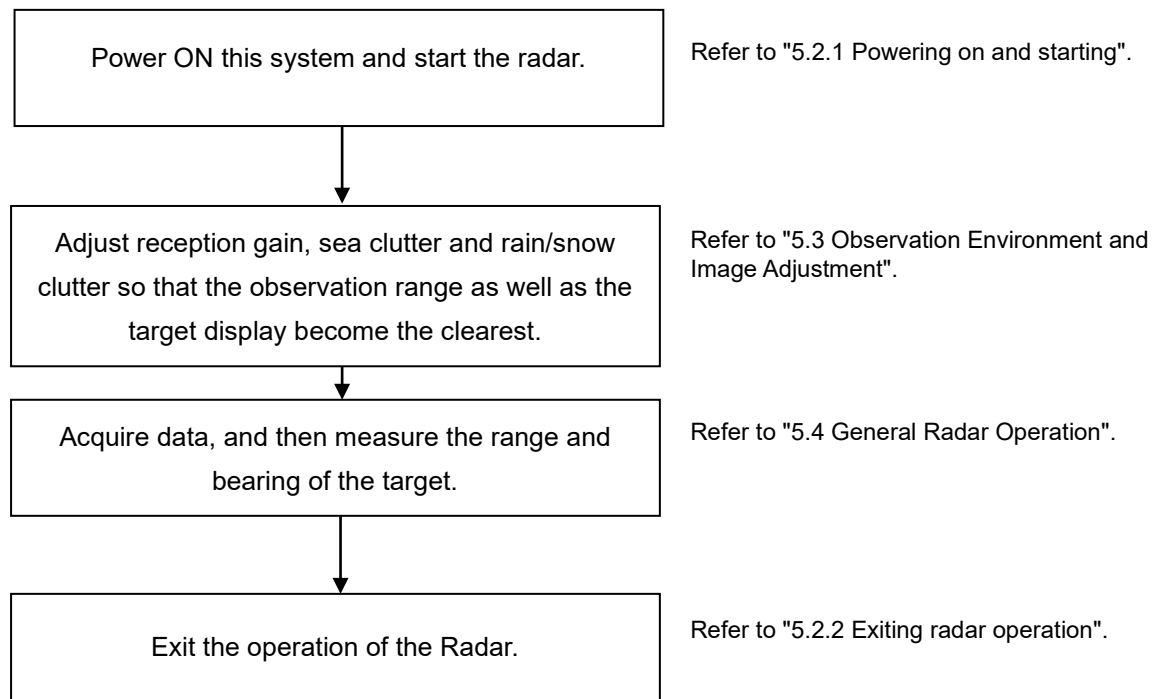 Power ON this system and start the radar.
Refer to "5.2.1 Powering on and starting".
Adjust reception gain, sea clutter and rain/snow
clutter so that the observation range as well as the
target display become the clearest.
Refer to "5.3 Observation Environment and
Image Adjustment".
Acquire data, and then measure the range and
bearing of the target.
Refer to "5.4 General Radar Operation".
Exit the operation of the Radar.
Refer to "5.2.2 Exiting radar operation".